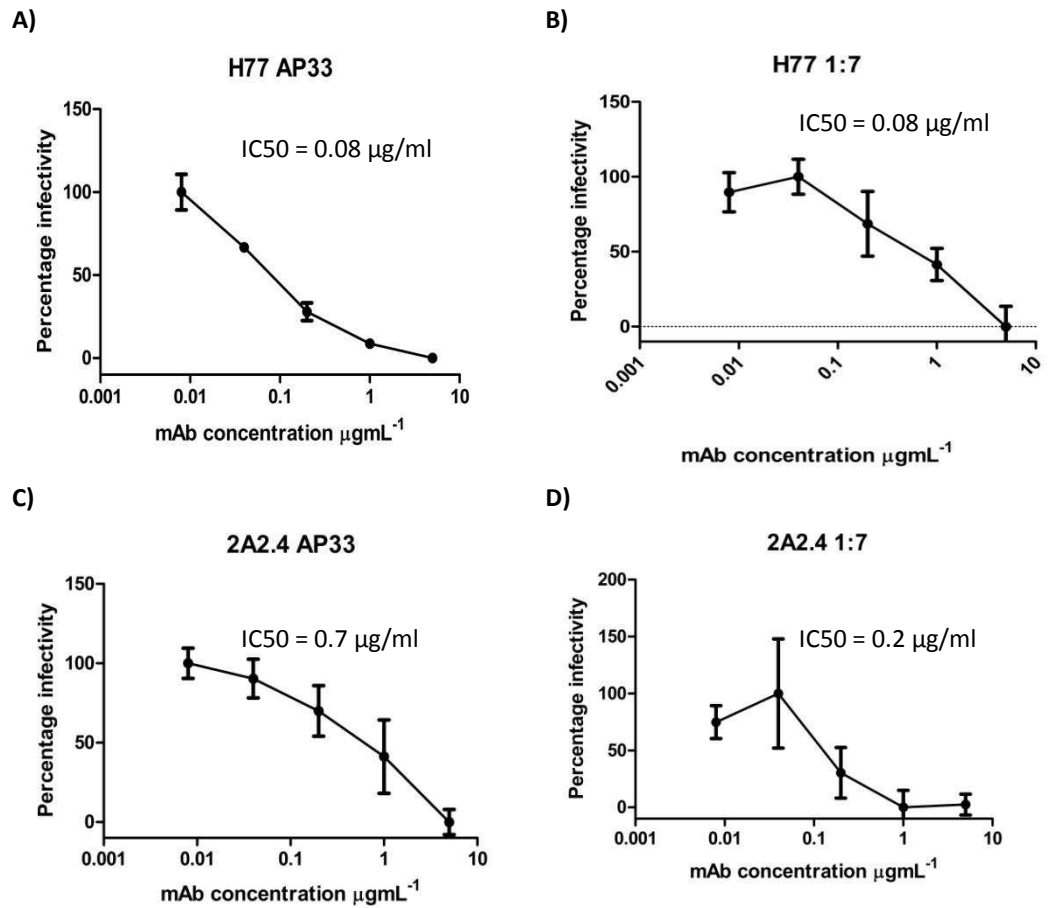 A)
H77 AP33
IC50 = 0.08 µg/ml
Percentage infectivity
150
100
50
0
0.001 0.01 0.1 1 10
mAb concentration µgmL⁻¹
B)
H77 1:7
IC50 = 0.08 µg/ml
Percentage infectivity
150
100
50
0
0.001 0.01 0.1 1 10
mAb concentration µgmL⁻¹
C)
2A2.4 AP33
IC50 = 0.7 µg/ml
Percentage infectivity
150
100
50
0
0.001 0.01 0.1 1 10
mAb concentration µgmL⁻¹
D)
2A2.4 1:7
IC50 = 0.2 µg/ml
Percentage infectivity
200
150
100
50
0
0.001 0.01 0.1 1 10
mAb concentration µgmL⁻¹